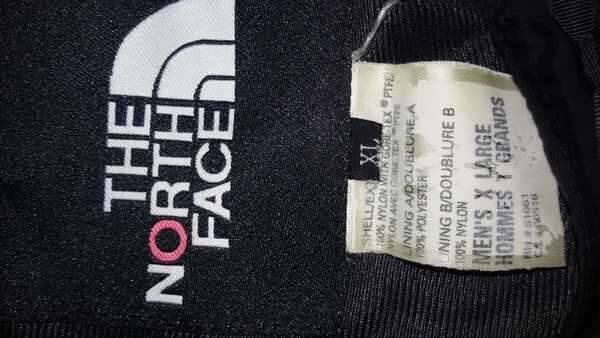 THE
NORTH
FACE
XL
SHELL/EX
100% NYLON WITH GORE-TEX® PTFE
NYLON AVEC GORE-TEX PTFE
LINING A/DOUBLURE A
100% POLYESTER
LINING B/DOUBLURE B
100% NYLON
MEN'S X LARGE
HOMMES T GRANDS